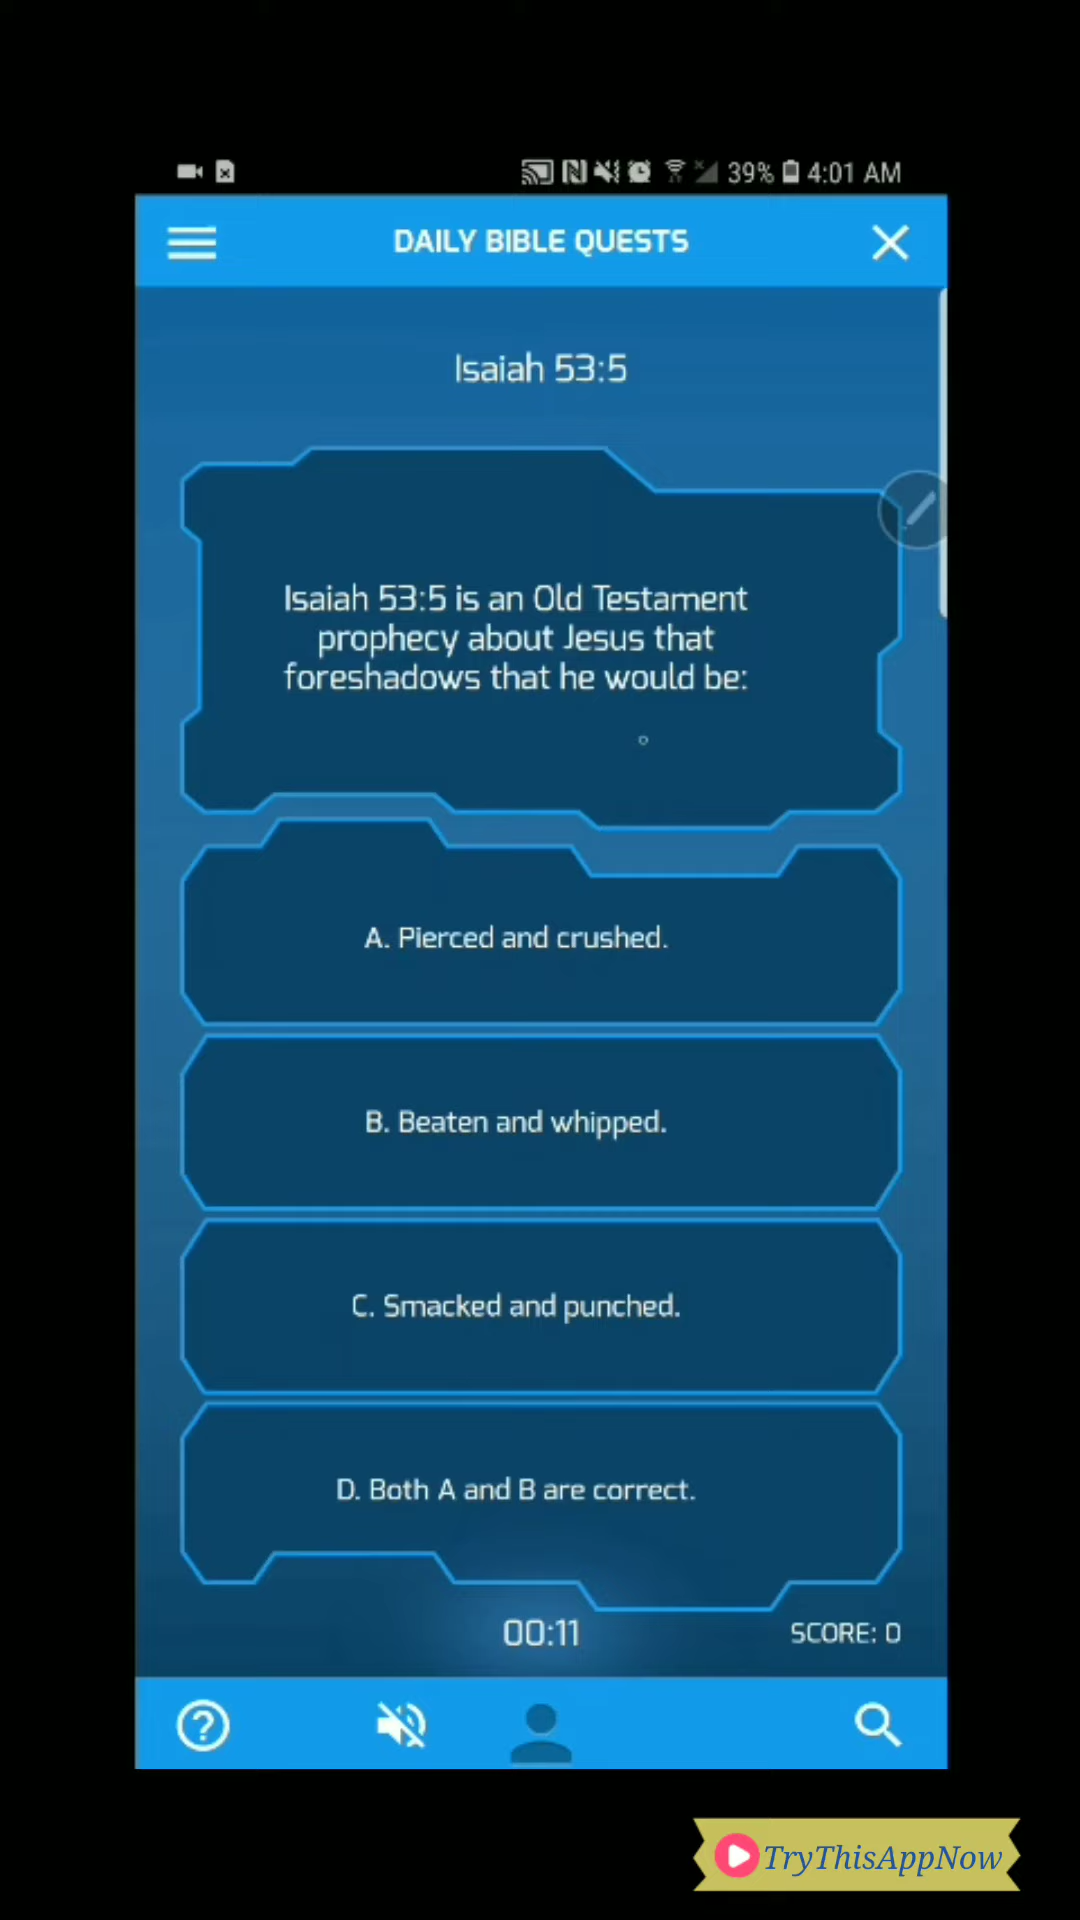 39% 4:01 AM
DAILY BIBLE QUESTS
Isaiah 53:5
Isaiah 53:5 is an Old Testament
prophecy about Jesus that
foreshadows that he would be:
A. Pierced and crushed.
B. Beaten and whipped.
C. Smacked and punched.
D. Both A and B are correct.
00:11
SCORE: 0
TryThisAppNow